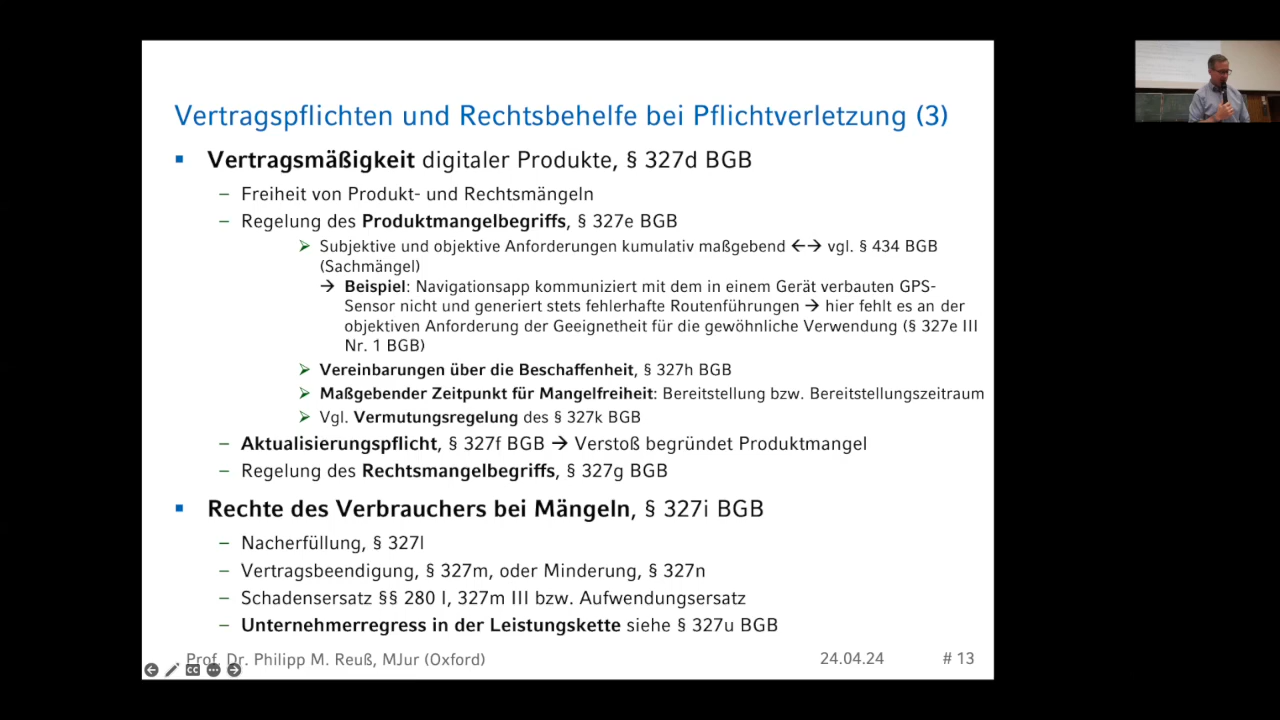 Vertragspflichten und Rechtsbehelfe bei Pflichtverletzung (3)
▪ Vertragsmäßigkeit digitaler Produkte, § 327d BGB
– Freiheit von Produkt- und Rechtsmängeln
– Regelung des Produktmangelbegriffs, § 327e BGB
➢ Subjektive und objektive Anforderungen kumulativ maßgebend ←→ vgl. § 434 BGB
(Sachmängel)
→ Beispiel: Navigationsapp kommuniziert mit dem in einem Gerät verbauten GPS-
Sensor nicht und generiert stets fehlerhafte Routenführungen → hier fehlt es an der
objektiven Anforderung der Geeignetheit für die gewöhnliche Verwendung (§ 327e III
Nr. 1 BGB)
➢ Vereinbarungen über die Beschaffenheit, § 327h BGB
➢ Maßgebender Zeitpunkt für Mangelfreiheit: Bereitstellung bzw. Bereitstellungszeitraum
➢ Vgl. Vermutungsregelung des § 327k BGB
– Aktualisierungspflicht, § 327f BGB → Verstoß begründet Produktmangel
– Regelung des Rechtsmangelbegriffs, § 327g BGB
▪ Rechte des Verbrauchers bei Mängeln, § 327i BGB
– Nacherfüllung, § 327l
– Vertragsbeendigung, § 327m, oder Minderung, § 327n
– Schadensersatz §§ 280 I, 327m III bzw. Aufwendungsersatz
– Unternehmerregress in der Leistungskette siehe § 327u BGB
Prof. Dr. Philipp M. Reuß, MJur (Oxford) 24.04.24 # 13